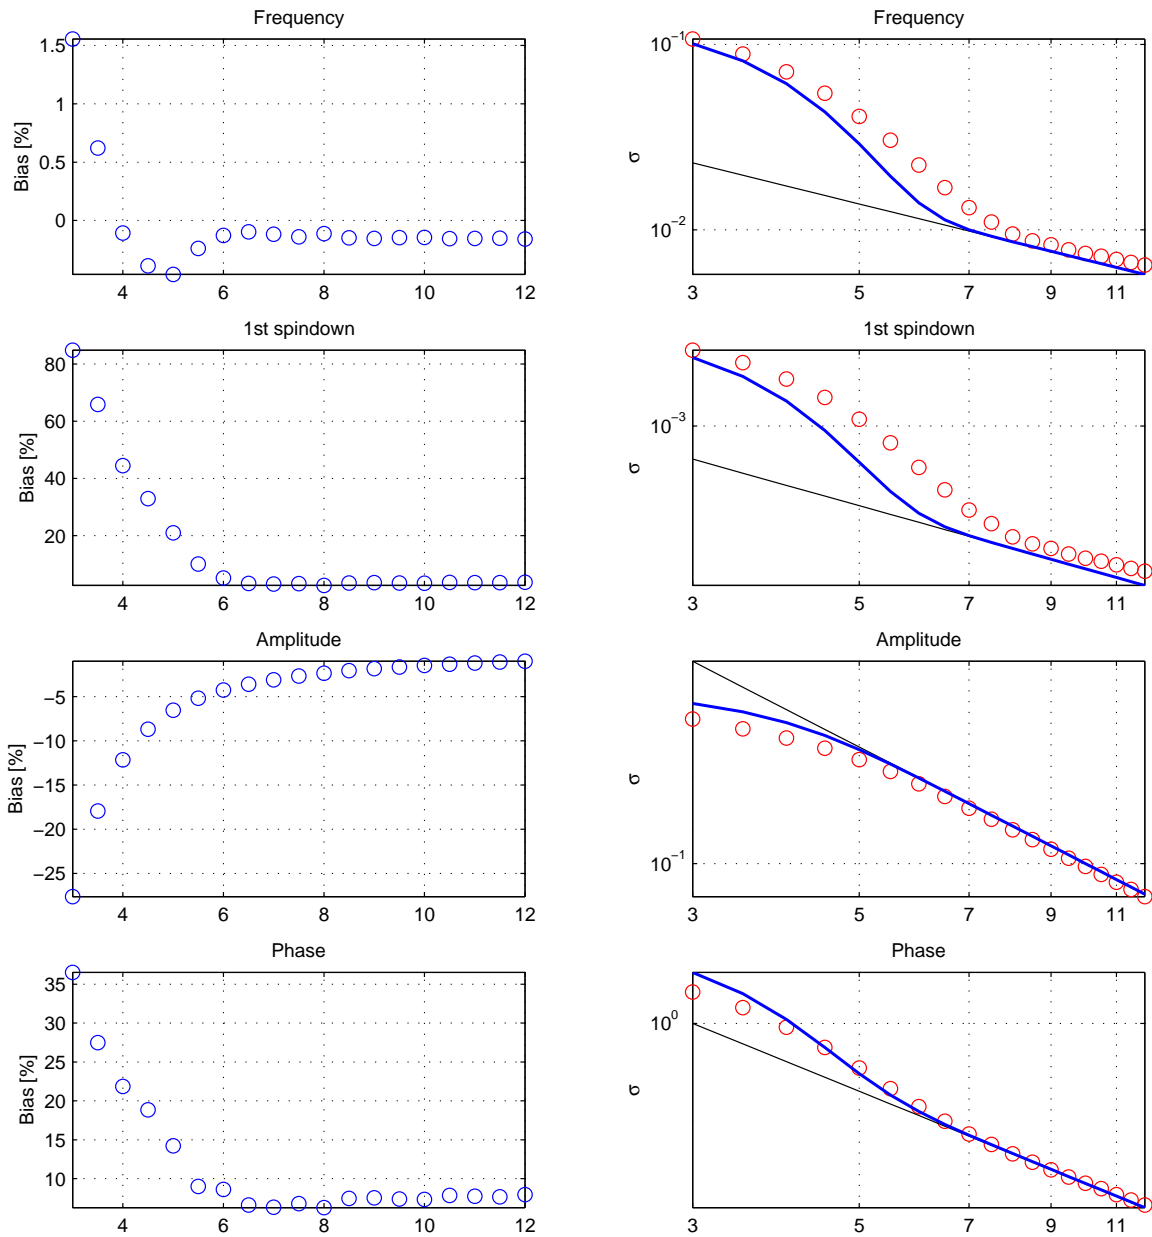 Frequency
1.5
1
0.5
0
Bias [%]
4 6 8 10 12
Frequency
10^-1
10^-2
σ
3 5 7 9 11
1st spindown
80
60
40
20
Bias [%]
4 6 8 10 12
1st spindown
10^-3
σ
3 5 7 9 11
Amplitude
−5
−10
−15
−20
−25
Bias [%]
4 6 8 10 12
Amplitude
10^-1
σ
3 5 7 9 11
Phase
35
30
25
20
15
10
Bias [%]
4 6 8 10 12
Phase
10^0
σ
3 5 7 9 11